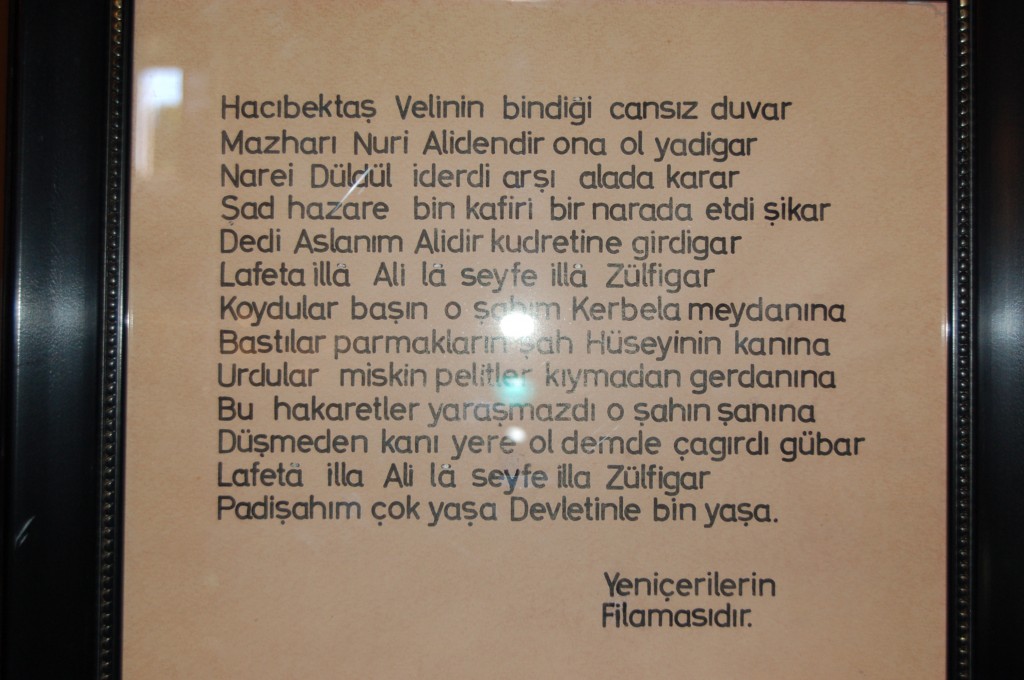 Hacıbektaş Velinin bindiği cansız duvar
Mazharı Nuri Alidendir ona ol yadigar
Narei Düldül iderdi arşı alada karar
Şad hazare bin kafiri bir narada etdi şikar
Dedi Aslanım Alidir kudretine girdigar
Lafeta illâ Ali lâ seyfe illâ Zülfigar
Koydular başın o şahım Kerbela meydanına
Bastılar parmakların şah Hüseyinin kanına
Urdular miskin pelitler kıymadan gerdanına
Bu hakaretler yaraşmazdı o şahın şanına
Düşmeden kanı yere ol demde çagırdı gübar
Lafetâ illa Ali lâ seyfe illa Zülfigar
Padişahım çok yaşa Devletinle bin yaşa.
Yeniçerilerin
Filamasıdır.